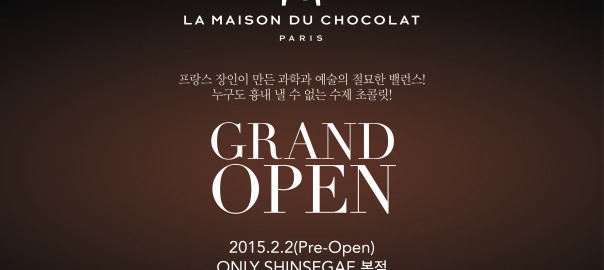 LA MAISON DU CHOCOLAT
PARIS
프랑스 장인이 만든 과학과 예술의 절묘한 밸런스!
누구도 흉내 낼 수 없는 수제 초콜릿!
GRAND
OPEN
2015.2.2(Pre-Open)
ONLY SHINSEGAE 본점